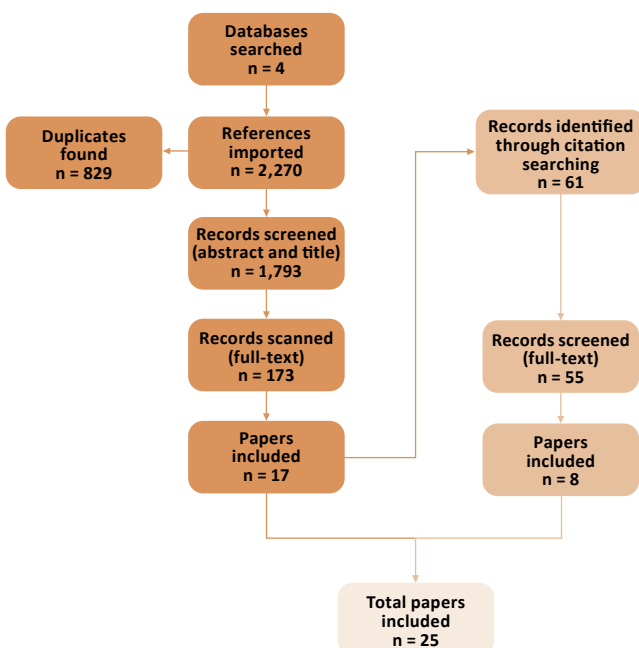 Databases
searched
n = 4
Duplicates
found
n = 829
References
imported
n = 2,270
Records identified
through citation
searching
n = 61
Records screened
(abstract and title)
n = 1,793
Records scanned
(full-text)
n = 173
Records screened
(full-text)
n = 55
Papers
included
n = 17
Papers
included
n = 8
Total papers
included
n = 25